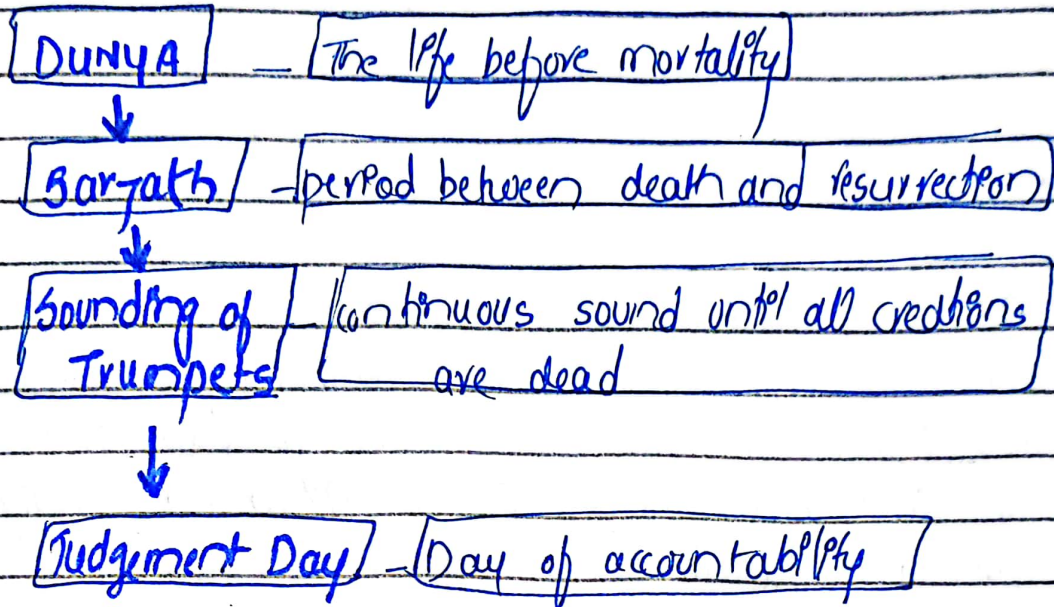 DUNYA - The life before mortality
Barzakh - period between death and resurrection
Sounding of - continuous sound until all creations
Trumpets are dead
Judgement Day - Day of accountability